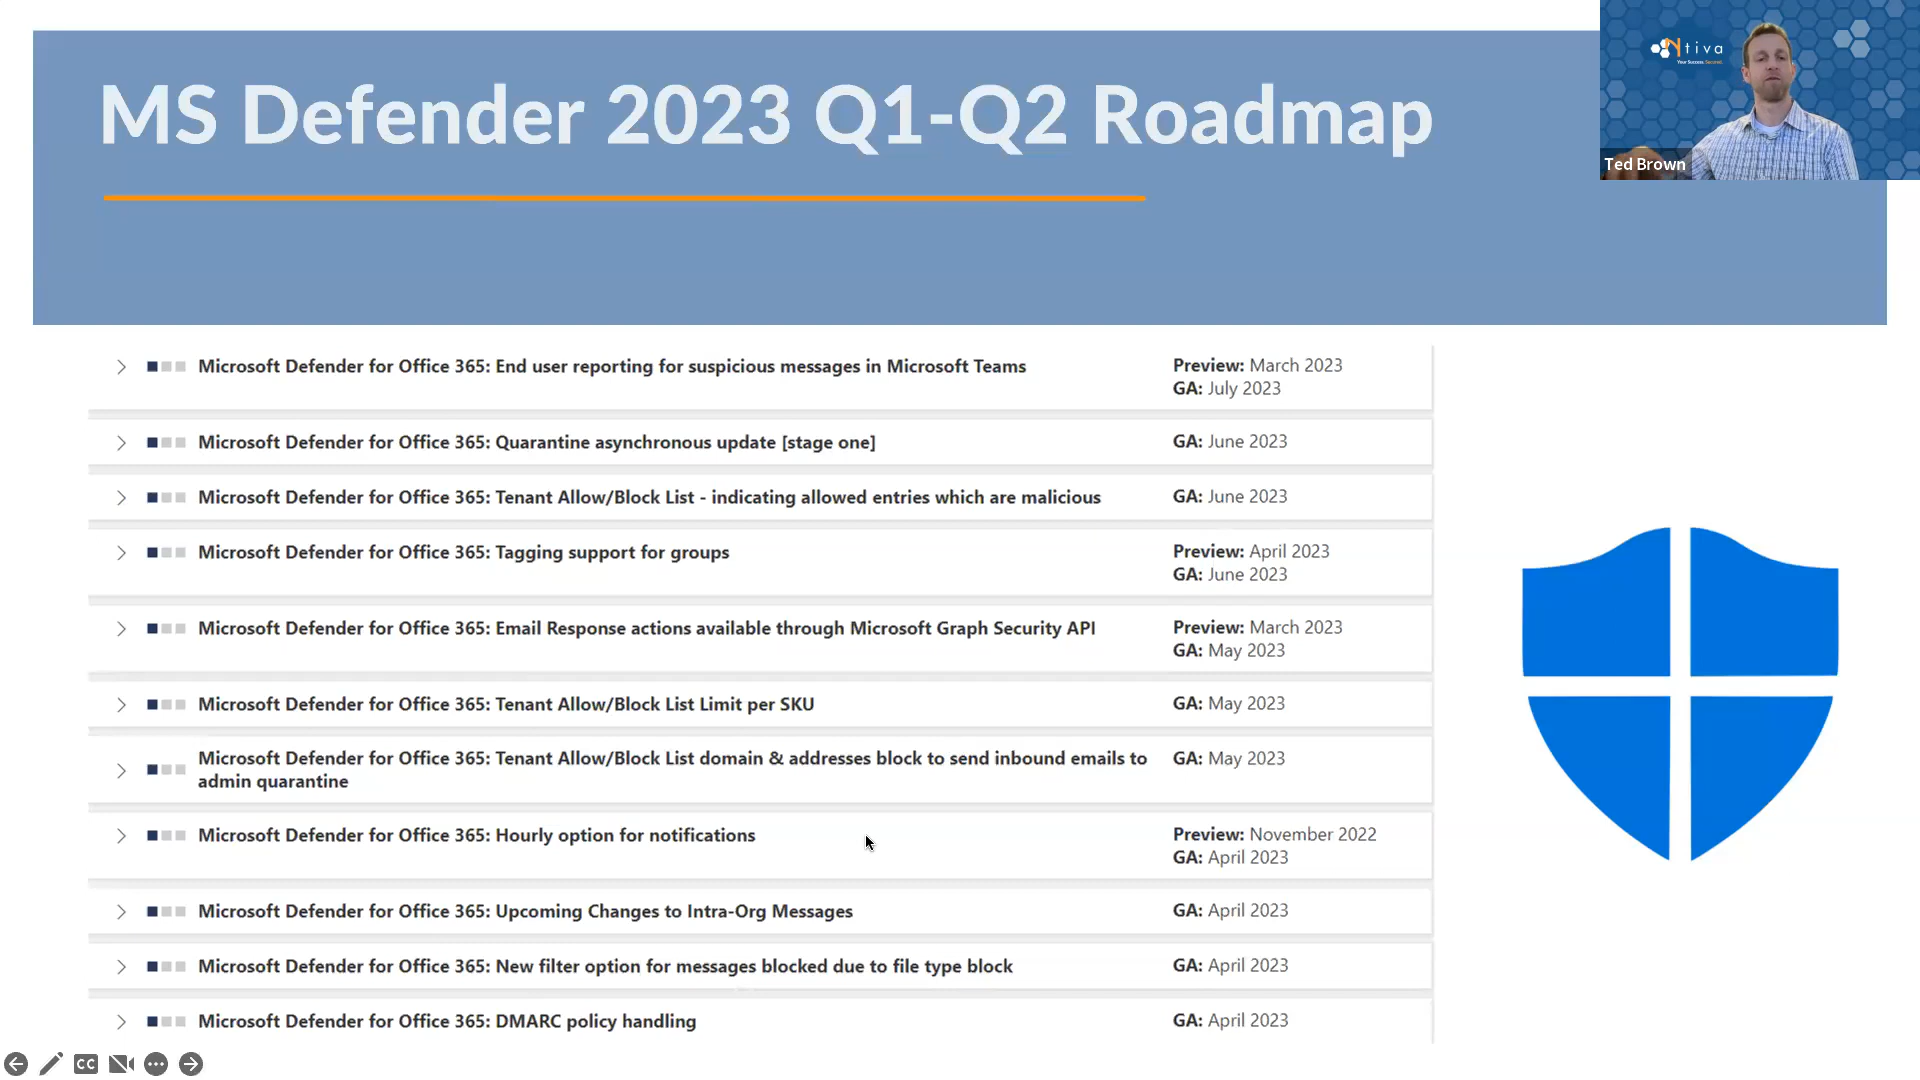 MS Defender 2023 Q1-Q2 Roadmap
Ntiva
Your Success. Secured.
Ted Brown
Microsoft Defender for Office 365: End user reporting for suspicious messages in Microsoft Teams
Preview: March 2023
GA: July 2023
Microsoft Defender for Office 365: Quarantine asynchronous update [stage one]
GA: June 2023
Microsoft Defender for Office 365: Tenant Allow/Block List - indicating allowed entries which are malicious
GA: June 2023
Microsoft Defender for Office 365: Tagging support for groups
Preview: April 2023
GA: June 2023
Microsoft Defender for Office 365: Email Response actions available through Microsoft Graph Security API
Preview: March 2023
GA: May 2023
Microsoft Defender for Office 365: Tenant Allow/Block List Limit per SKU
GA: May 2023
Microsoft Defender for Office 365: Tenant Allow/Block List domain & addresses block to send inbound emails to
admin quarantine
GA: May 2023
Microsoft Defender for Office 365: Hourly option for notifications
Preview: November 2022
GA: April 2023
Microsoft Defender for Office 365: Upcoming Changes to Intra-Org Messages
GA: April 2023
Microsoft Defender for Office 365: New filter option for messages blocked due to file type block
GA: April 2023
Microsoft Defender for Office 365: DMARC policy handling
GA: April 2023
CC